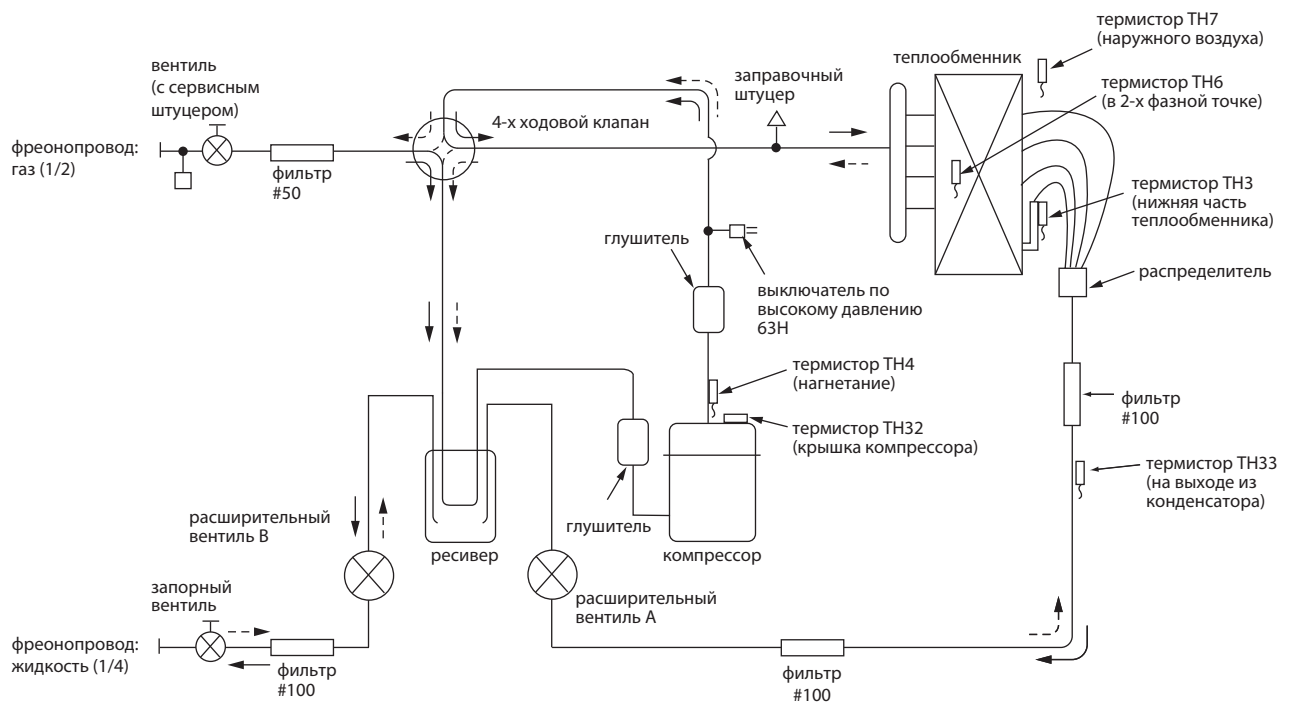 термистор TH7
(наружного воздуха)
теплообменник
термистор TH6
(в 2-х фазной точке)
вентиль
(с сервисным
штуцером)
заправочный
штуцер
4-х ходовой клапан
фреонопровод:
газ (1/2)
фильтр
#50
термистор TH3
(нижняя часть
теплообменника)
глушитель
распределитель
выключатель по
высокому давлению
63H
термистор TH4
(нагнетание)
фильтр
#100
термистор TH32
(крышка компрессора)
термистор TH33
(на выходе из
конденсатора)
расширительный
вентиль B
глушитель
ресивер
компрессор
запорный
вентиль
расширительный
вентиль A
фреонопровод:
жидкость (1/4)
фильтр
#100
фильтр
#100